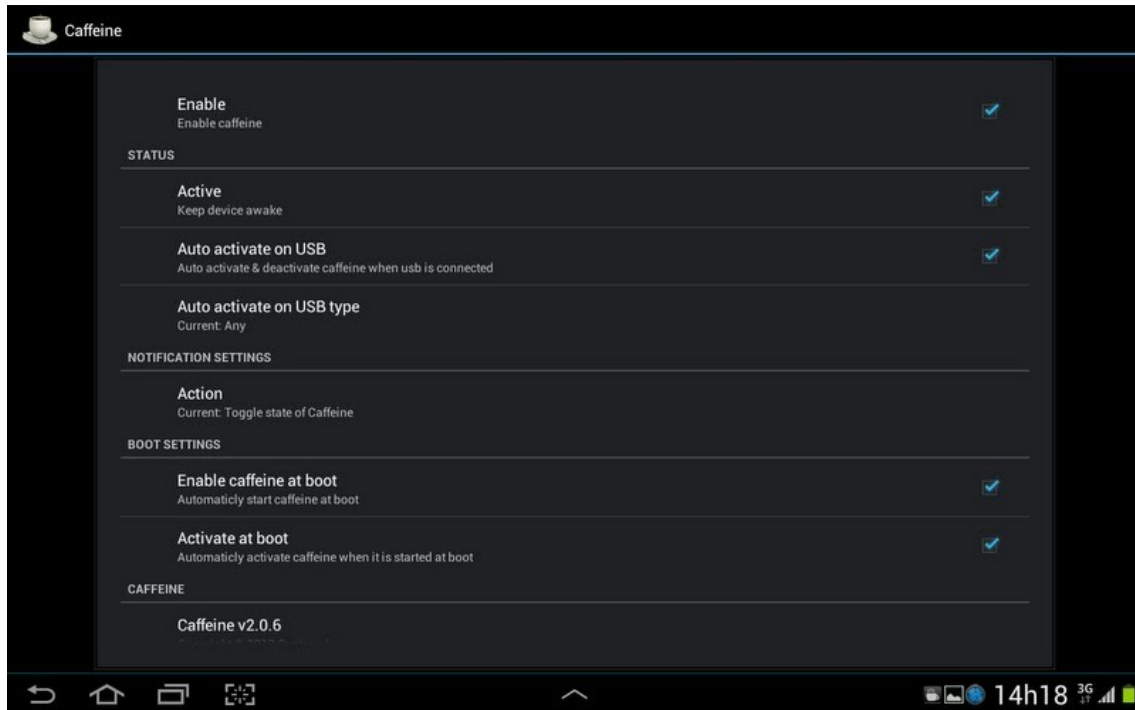 Caffeine
Enable
Enable caffeine
STATUS
Active
Keep device awake
Auto activate on USB
Auto activate & deactivate caffeine when usb is connected
Auto activate on USB type
Current: Any
NOTIFICATION SETTINGS
Action
Current: Toggle state of Caffeine
BOOT SETTINGS
Enable caffeine at boot
Automaticly start caffeine at boot
Activate at boot
Automaticly activate caffeine when it is started at boot
CAFFEINE
Caffeine v2.0.6
14h18 3G